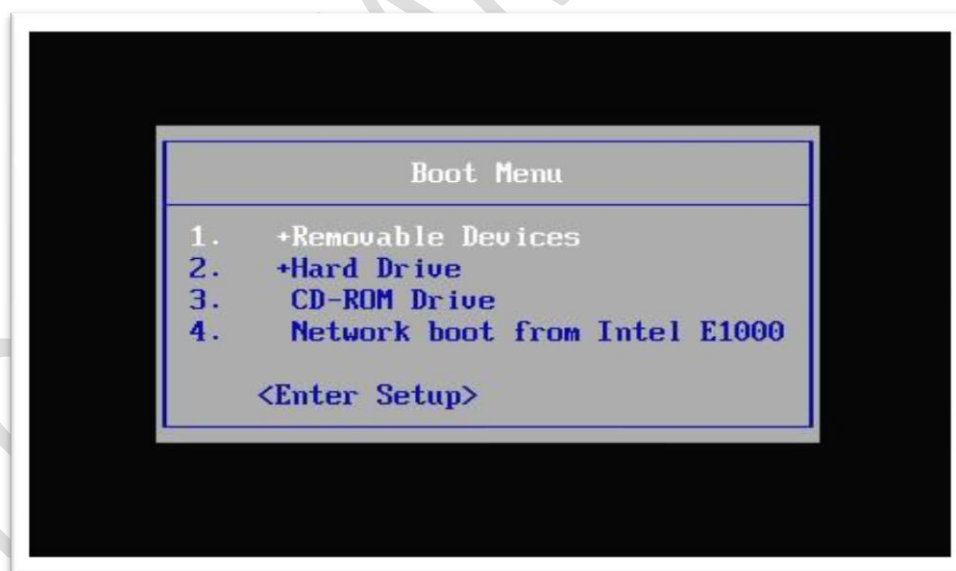 Boot Menu
1. +Removable Devices
2. +Hard Drive
3. CD-ROM Drive
4. Network boot from Intel E1000
<Enter Setup>